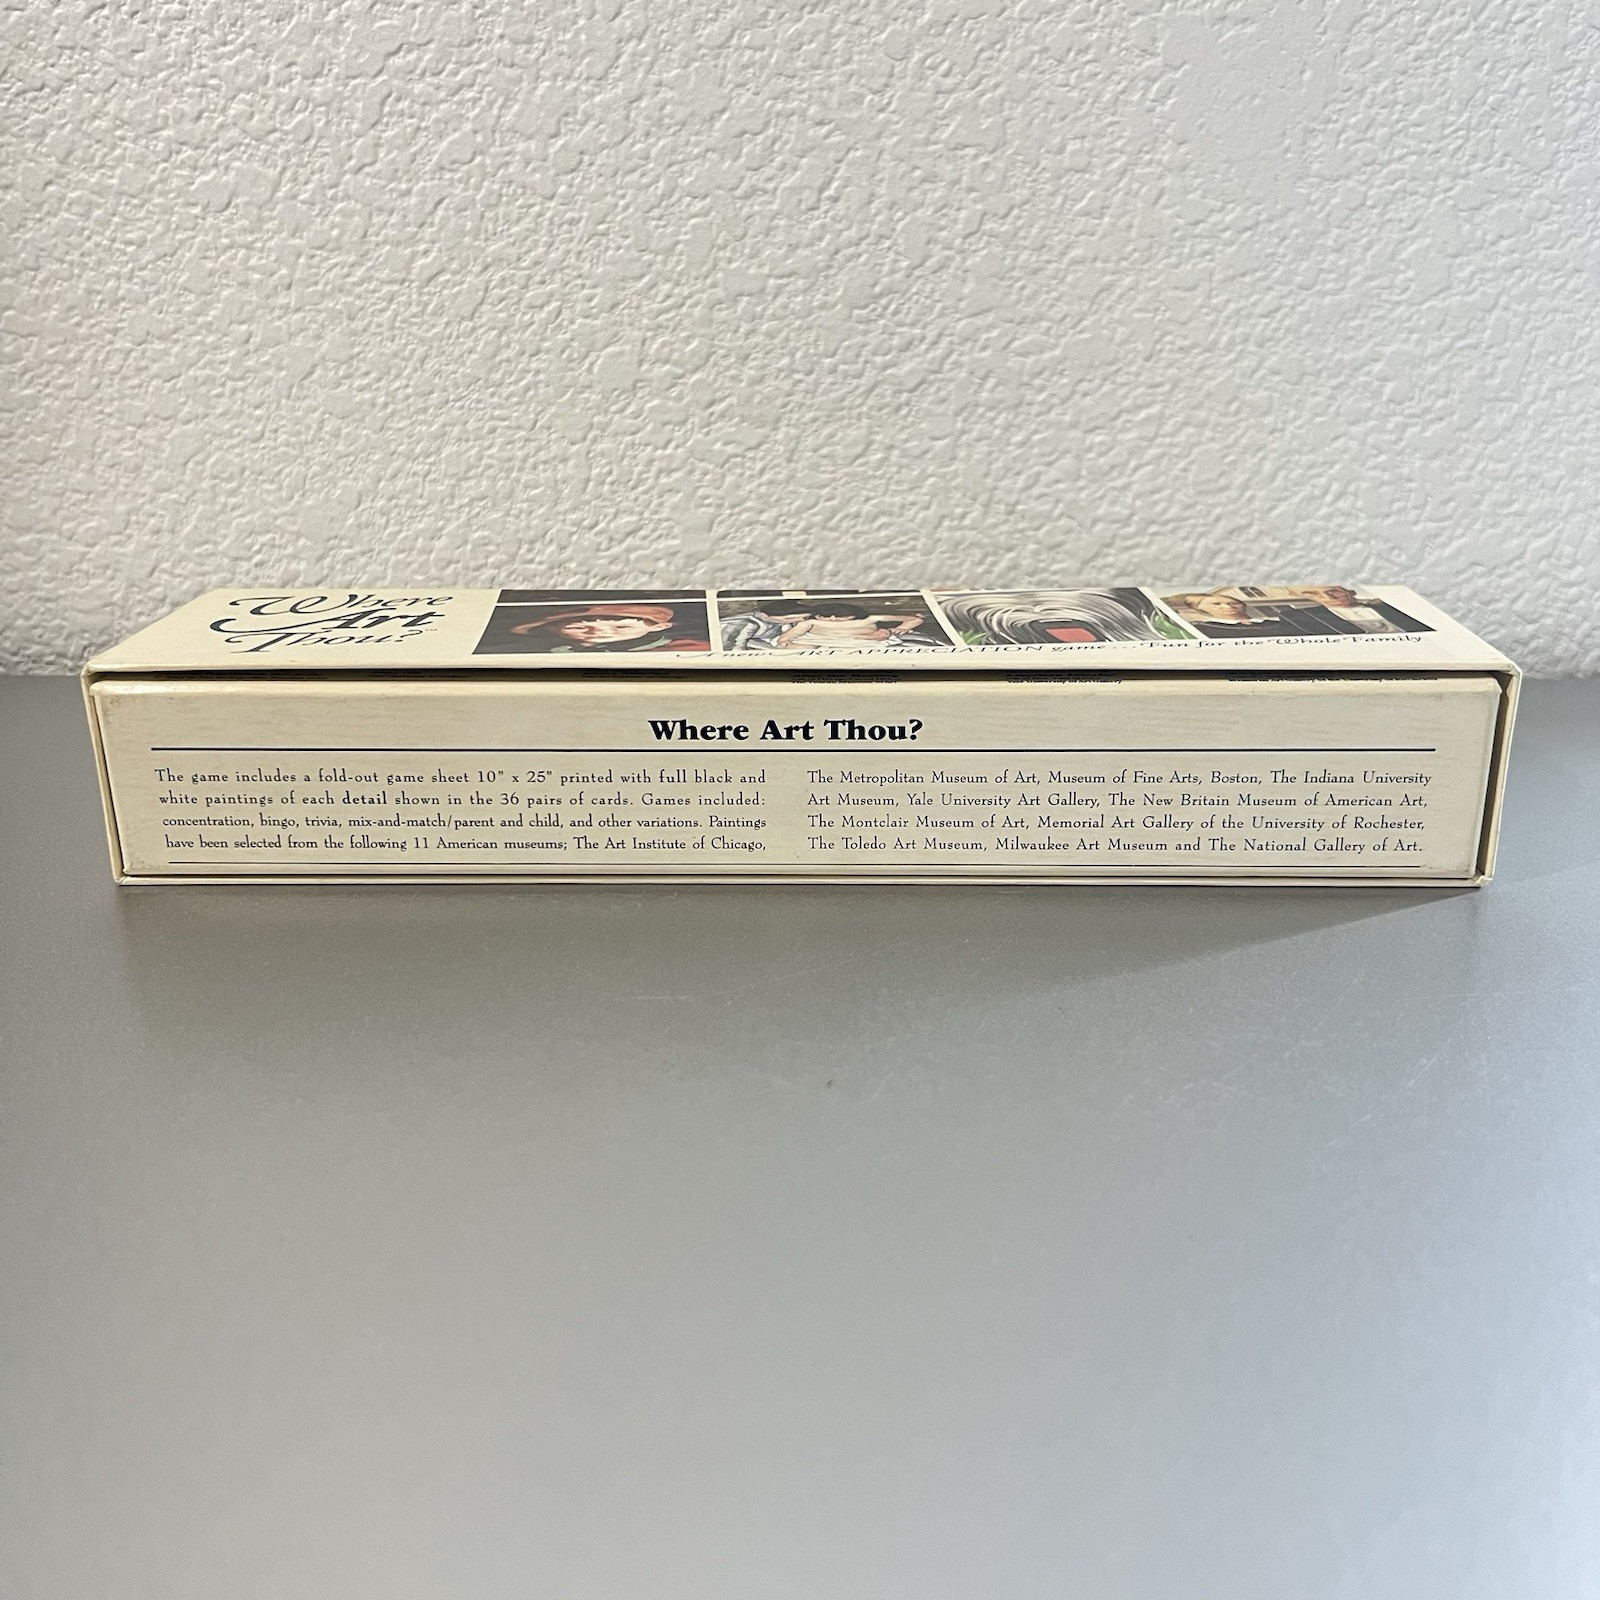 Where
Art
Thou?™
A new ART APPRECIATION game...Fun for the Whole Family
Where Art Thou?
The game includes a fold-out game sheet 10" x 25" printed with full black and
white paintings of each detail shown in the 36 pairs of cards. Games included:
concentration, bingo, trivia, mix-and-match/parent and child, and other variations. Paintings
have been selected from the following 11 American museums; The Art Institute of Chicago,
The Metropolitan Museum of Art, Museum of Fine Arts, Boston, The Indiana University
Art Museum, Yale University Art Gallery, The New Britain Museum of American Art,
The Montclair Museum of Art, Memorial Art Gallery of the University of Rochester,
The Toledo Art Museum, Milwaukee Art Museum and The National Gallery of Art.